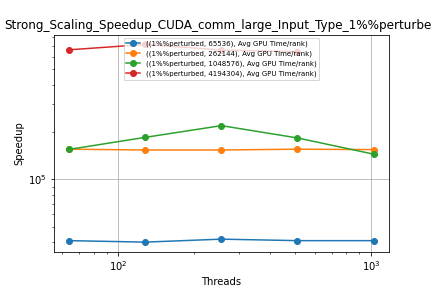 Strong_Scaling_Speedup_CUDA_comm_large_Input_Type_1%%perturbe
((1%%perturbed, 65536), Avg GPU Time/rank)
((1%%perturbed, 262144), Avg GPU Time/rank)
((1%%perturbed, 1048576), Avg GPU Time/rank)
((1%%perturbed, 4194304), Avg GPU Time/rank)
Speedup
10^5
10^2
10^3
Threads